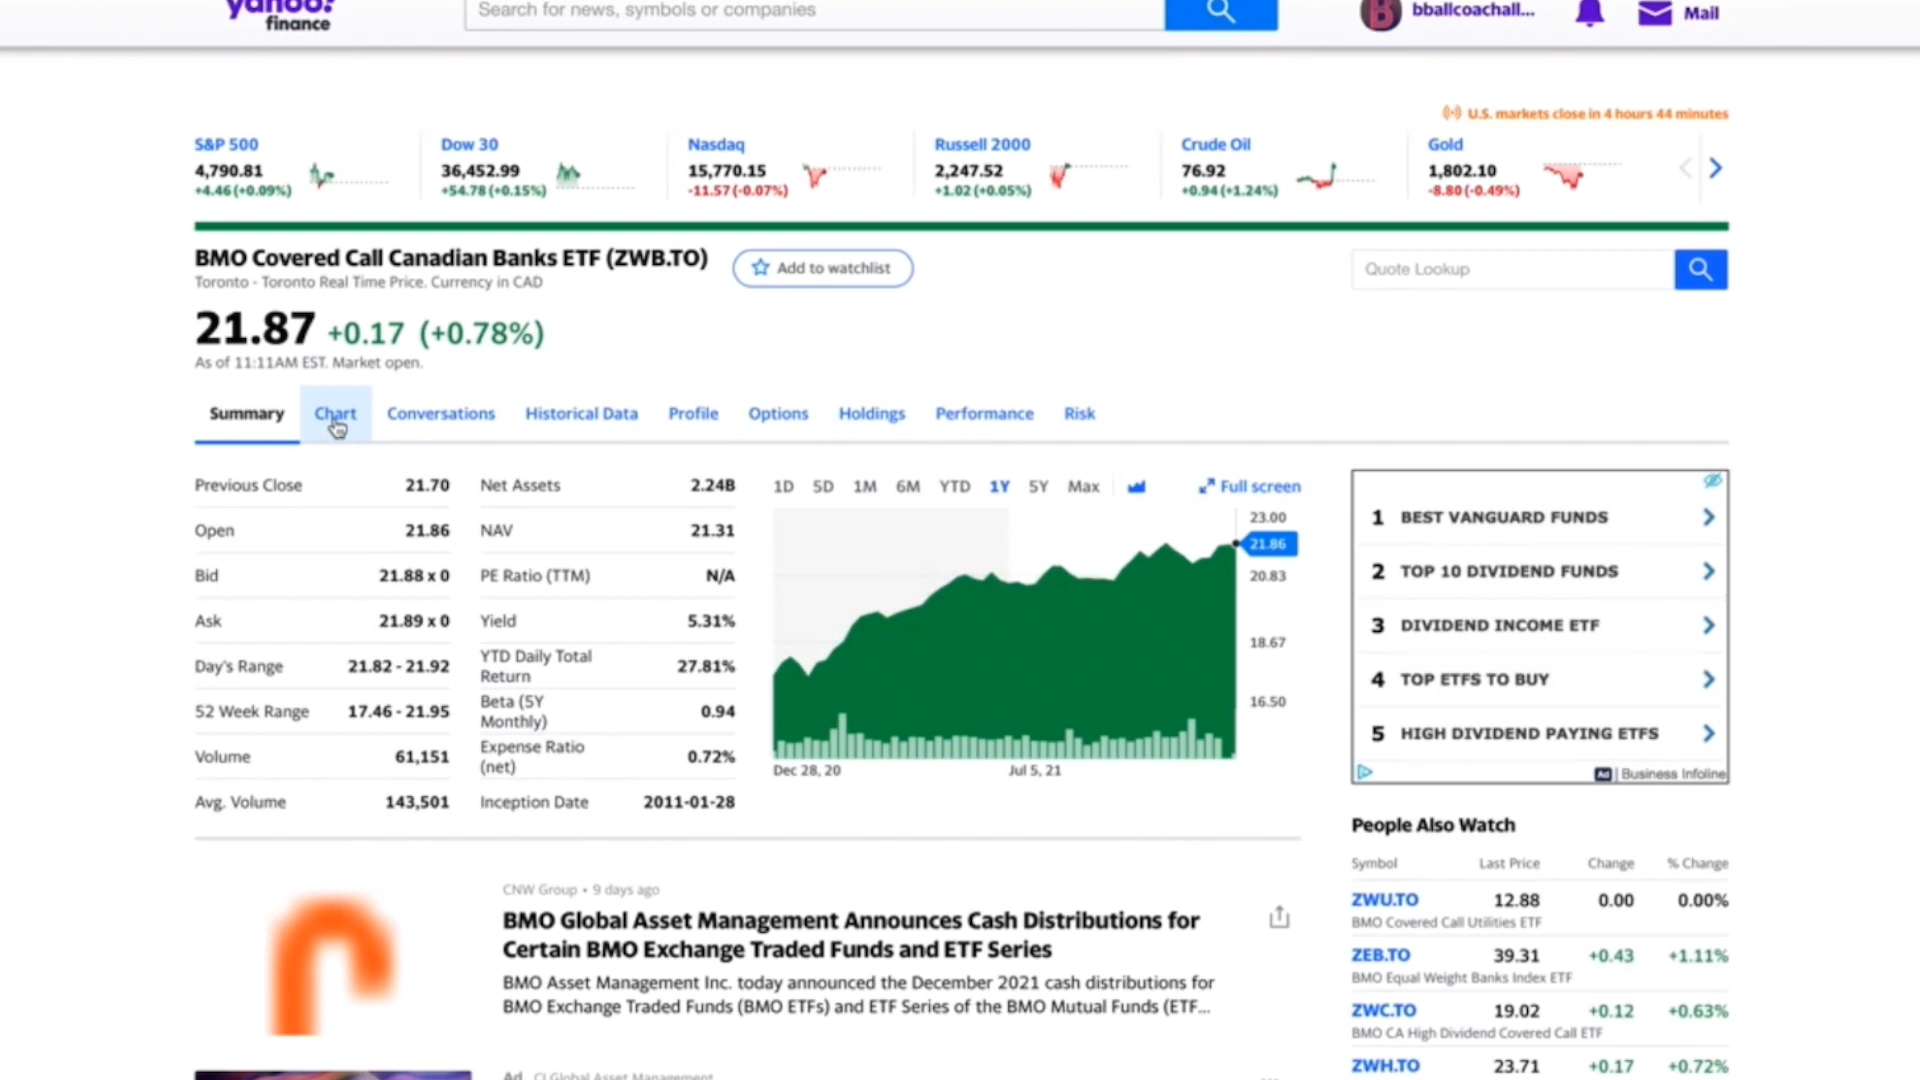 yahoo!
finance
Search for news, symbols or companies
bballcoachall...
Mail
U.S. markets close in 4 hours 44 minutes
S&P 500
4,790.81
+4.46 (+0.09%)
Dow 30
36,452.99
+54.78 (+0.15%)
Nasdaq
15,770.15
-11.57 (-0.07%)
Russell 2000
2,247.52
+1.02 (+0.05%)
Crude Oil
76.92
+0.94 (+1.24%)
Gold
1,802.10
-8.80 (-0.49%)
BMO Covered Call Canadian Banks ETF (ZWB.TO)
Toronto - Toronto Real Time Price. Currency in CAD
Add to watchlist
Quote Lookup
21.87 +0.17 (+0.78%)
As of 11:11AM EST. Market open.
Summary Chart Conversations Historical Data Profile Options Holdings Performance Risk
Previous Close 21.70
Open 21.86
Bid 21.88 x 0
Ask 21.89 x 0
Day's Range 21.82 - 21.92
52 Week Range 17.46 - 21.95
Volume 61,151
Avg. Volume 143,501
Net Assets 2.24B
NAV 21.31
PE Ratio (TTM) N/A
Yield 5.31%
YTD Daily Total
Return 27.81%
Beta (5Y
Monthly) 0.94
Expense Ratio
(net) 0.72%
Inception Date 2011-01-28
1D 5D 1M 6M YTD 1Y 5Y Max Full screen
23.00
21.86
20.83
18.67
16.50
Dec 28, 20 Jul 5, 21
1 BEST VANGUARD FUNDS
2 TOP 10 DIVIDEND FUNDS
3 DIVIDEND INCOME ETF
4 TOP ETFS TO BUY
5 HIGH DIVIDEND PAYING ETFS
Ad | Business Infoline
People Also Watch
Symbol Last Price Change % Change
ZWU.TO 12.88 0.00 0.00%
BMO Covered Call Utilities ETF
ZEB.TO 39.31 +0.43 +1.11%
BMO Equal Weight Banks Index ETF
ZWC.TO 19.02 +0.12 +0.63%
BMO CA High Dividend Covered Call ETF
ZWH.TO 23.71 +0.17 +0.72%
CNW Group • 9 days ago
BMO Global Asset Management Announces Cash Distributions for
Certain BMO Exchange Traded Funds and ETF Series
BMO Asset Management Inc. today announced the December 2021 cash distributions for
BMO Exchange Traded Funds (BMO ETFs) and ETF Series of the BMO Mutual Funds (ETF...
Ad CI Global Asset Management